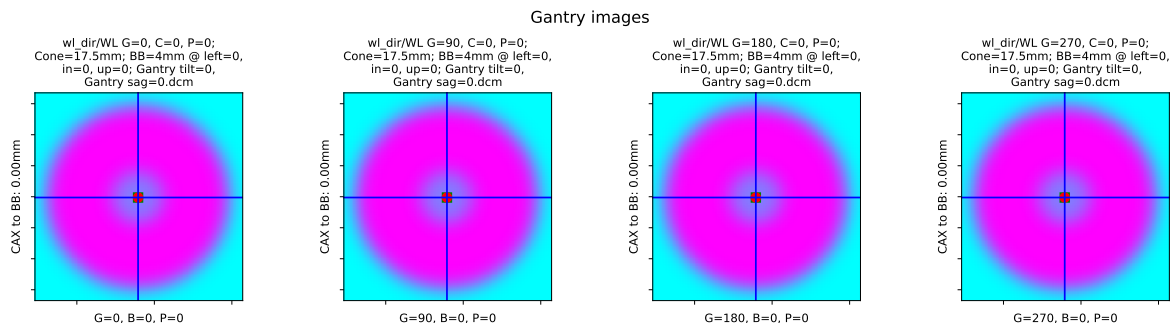 Gantry images
wl_dir/WL G=0, C=0, P=0;
Cone=17.5mm; BB=4mm @ left=0,
in=0, up=0; Gantry tilt=0,
Gantry sag=0.dcm
CAX to BB: 0.00mm
G=0, B=0, P=0
wl_dir/WL G=90, C=0, P=0;
Cone=17.5mm; BB=4mm @ left=0,
in=0, up=0; Gantry tilt=0,
Gantry sag=0.dcm
CAX to BB: 0.00mm
G=90, B=0, P=0
wl_dir/WL G=180, C=0, P=0;
Cone=17.5mm; BB=4mm @ left=0,
in=0, up=0; Gantry tilt=0,
Gantry sag=0.dcm
CAX to BB: 0.00mm
G=180, B=0, P=0
wl_dir/WL G=270, C=0, P=0;
Cone=17.5mm; BB=4mm @ left=0,
in=0, up=0; Gantry tilt=0,
Gantry sag=0.dcm
CAX to BB: 0.00mm
G=270, B=0, P=0